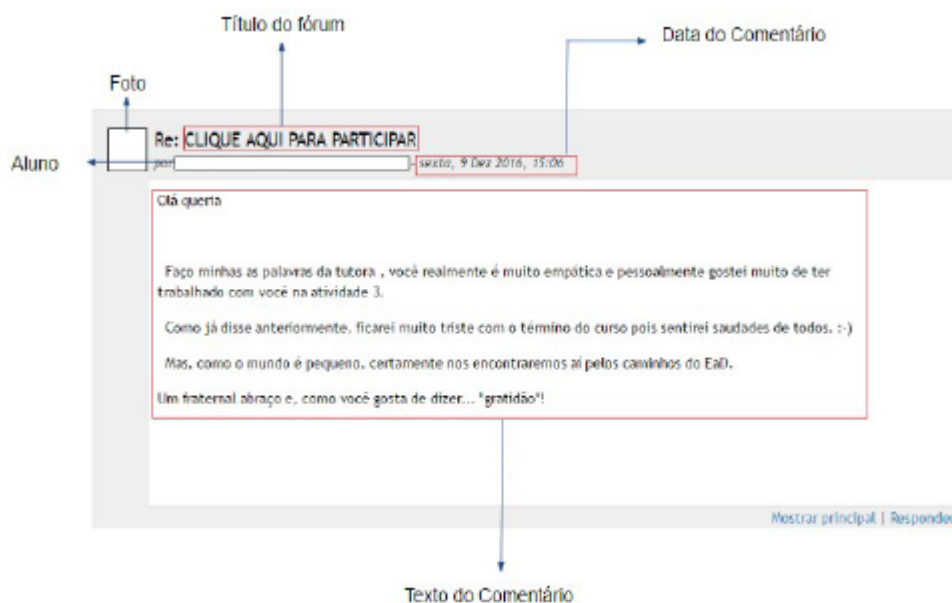 Título do fórum
Data do Comentário
Foto
Re: CLIQUE AQUI PARA PARTICIPAR
Aluno
por - sexta, 9 Dez 2016, 15:06
Olá queria
Faço minhas as palavras da tutora , você realmente é muito empática e pessoalmente gostei muito de ter
trabalhado com você na atividade 3.
Como já disse anteriormente, ficarei muito triste com o término do curso pois sentirei saudades de todos. :-)
Mas, como o mundo é pequeno, certamente nos encontraremos aí pelos caminhos do EaD.
Um fraternal abraço e, como você gosta de dizer... "gratidão"!
Mostrar principal | Responder
Texto do Comentário